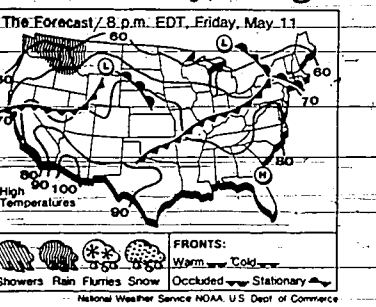 The Forecast/8 p.m. EDT, Friday, May 11
60
L
L
60
70
70
80
H
80
90 100
High
Temperatures
90
Showers Rain Flurries Snow
FRONTS:
Warm Cold
Occluded Stationary
National Weather Service NOAA, U S Dept of Commerce